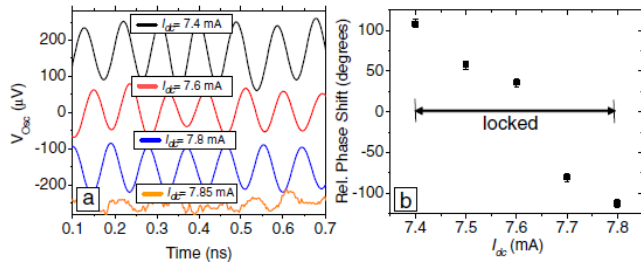 I_dc= 7.4 mA
I_dc= 7.6 mA
I_dc= 7.8 mA
I_dc= 7.85 mA
V_Osc (µV)
200
100
0
-100
-200
a
0.1 0.2 0.3 0.4 0.5 0.6 0.7
Time (ns)
b
Rel. Phase Shift (degrees)
100
50
0
-50
-100
locked
7.4 7.5 7.6 7.7 7.8
I_dc (mA)